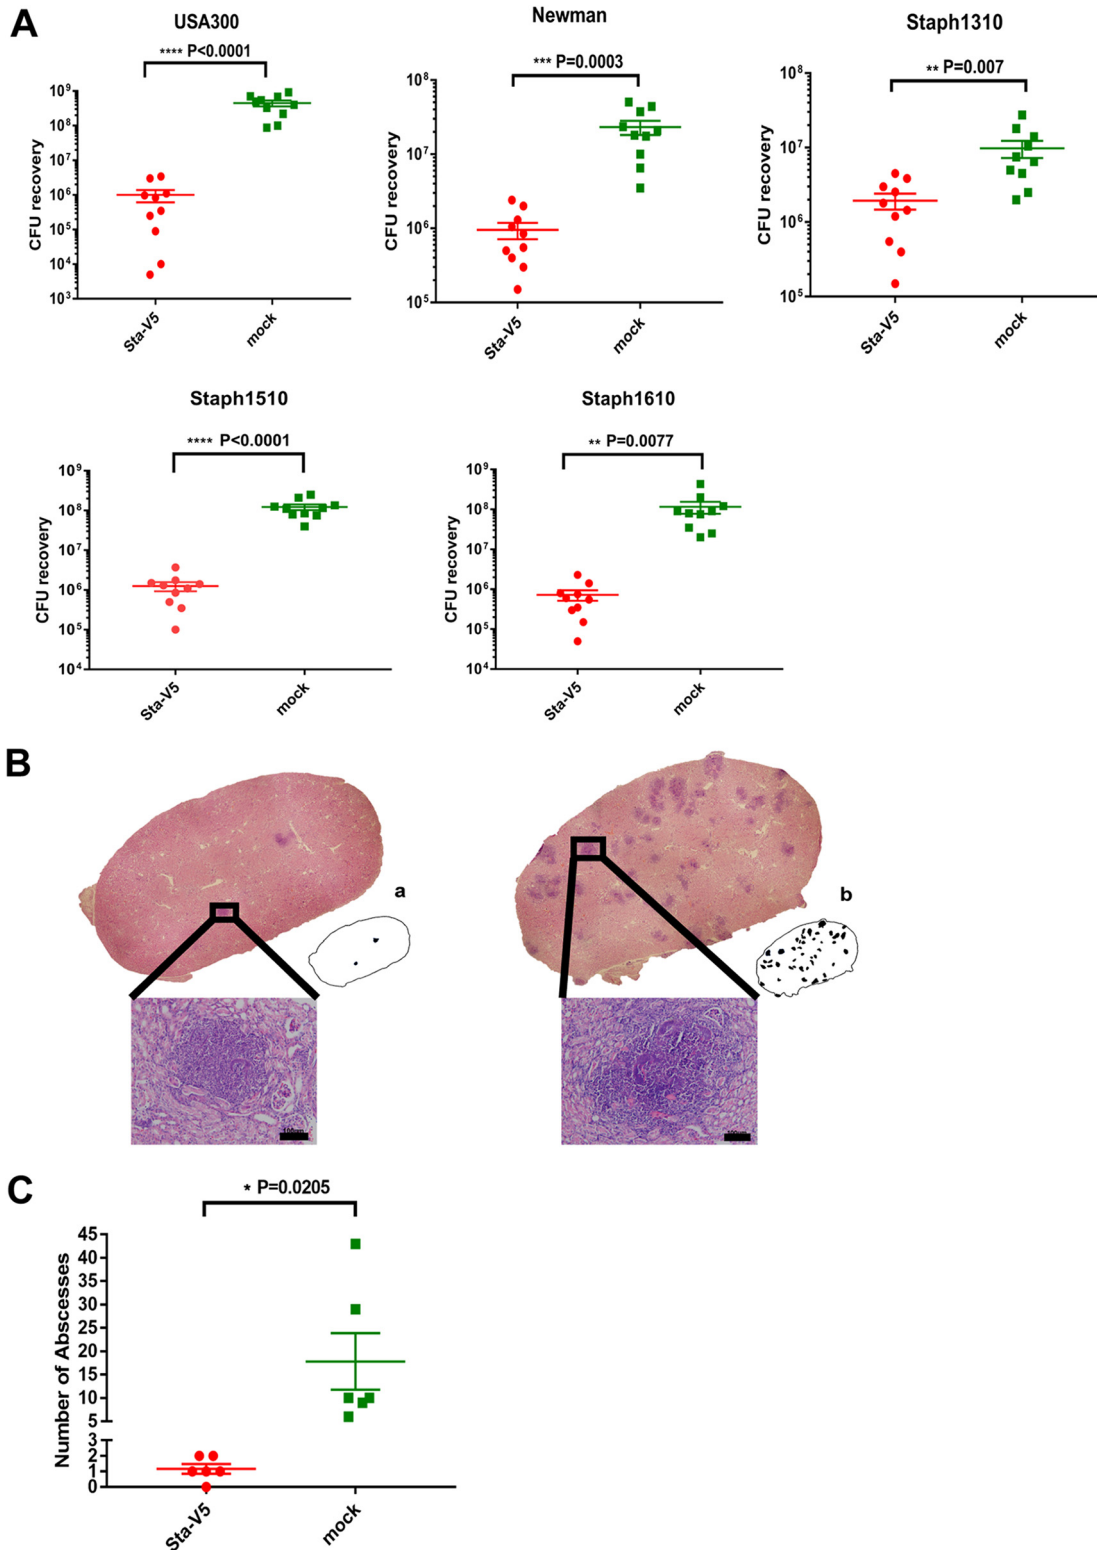 A
USA300
**** P<0.0001
CFU recovery
10⁹
10⁸
10⁷
10⁶
10⁵
10⁴
10³
Sta-V5
mock
Newman
*** P=0.0003
CFU recovery
10⁸
10⁷
10⁶
10⁵
Sta-V5
mock
Staph1310
** P=0.007
CFU recovery
10⁸
10⁷
10⁶
10⁵
Sta-V5
mock
Staph1510
**** P<0.0001
CFU recovery
10⁹
10⁸
10⁷
10⁶
10⁵
10⁴
Sta-V5
mock
Staph1610
** P=0.0077
CFU recovery
10⁹
10⁸
10⁷
10⁶
10⁵
10⁴
Sta-V5
mock
B
a
b
100µm
100µm
C
* P=0.0205
Number of Abscesses
45
40
35
30
25
20
15
10
5
3
2
1
0
Sta-V5
mock